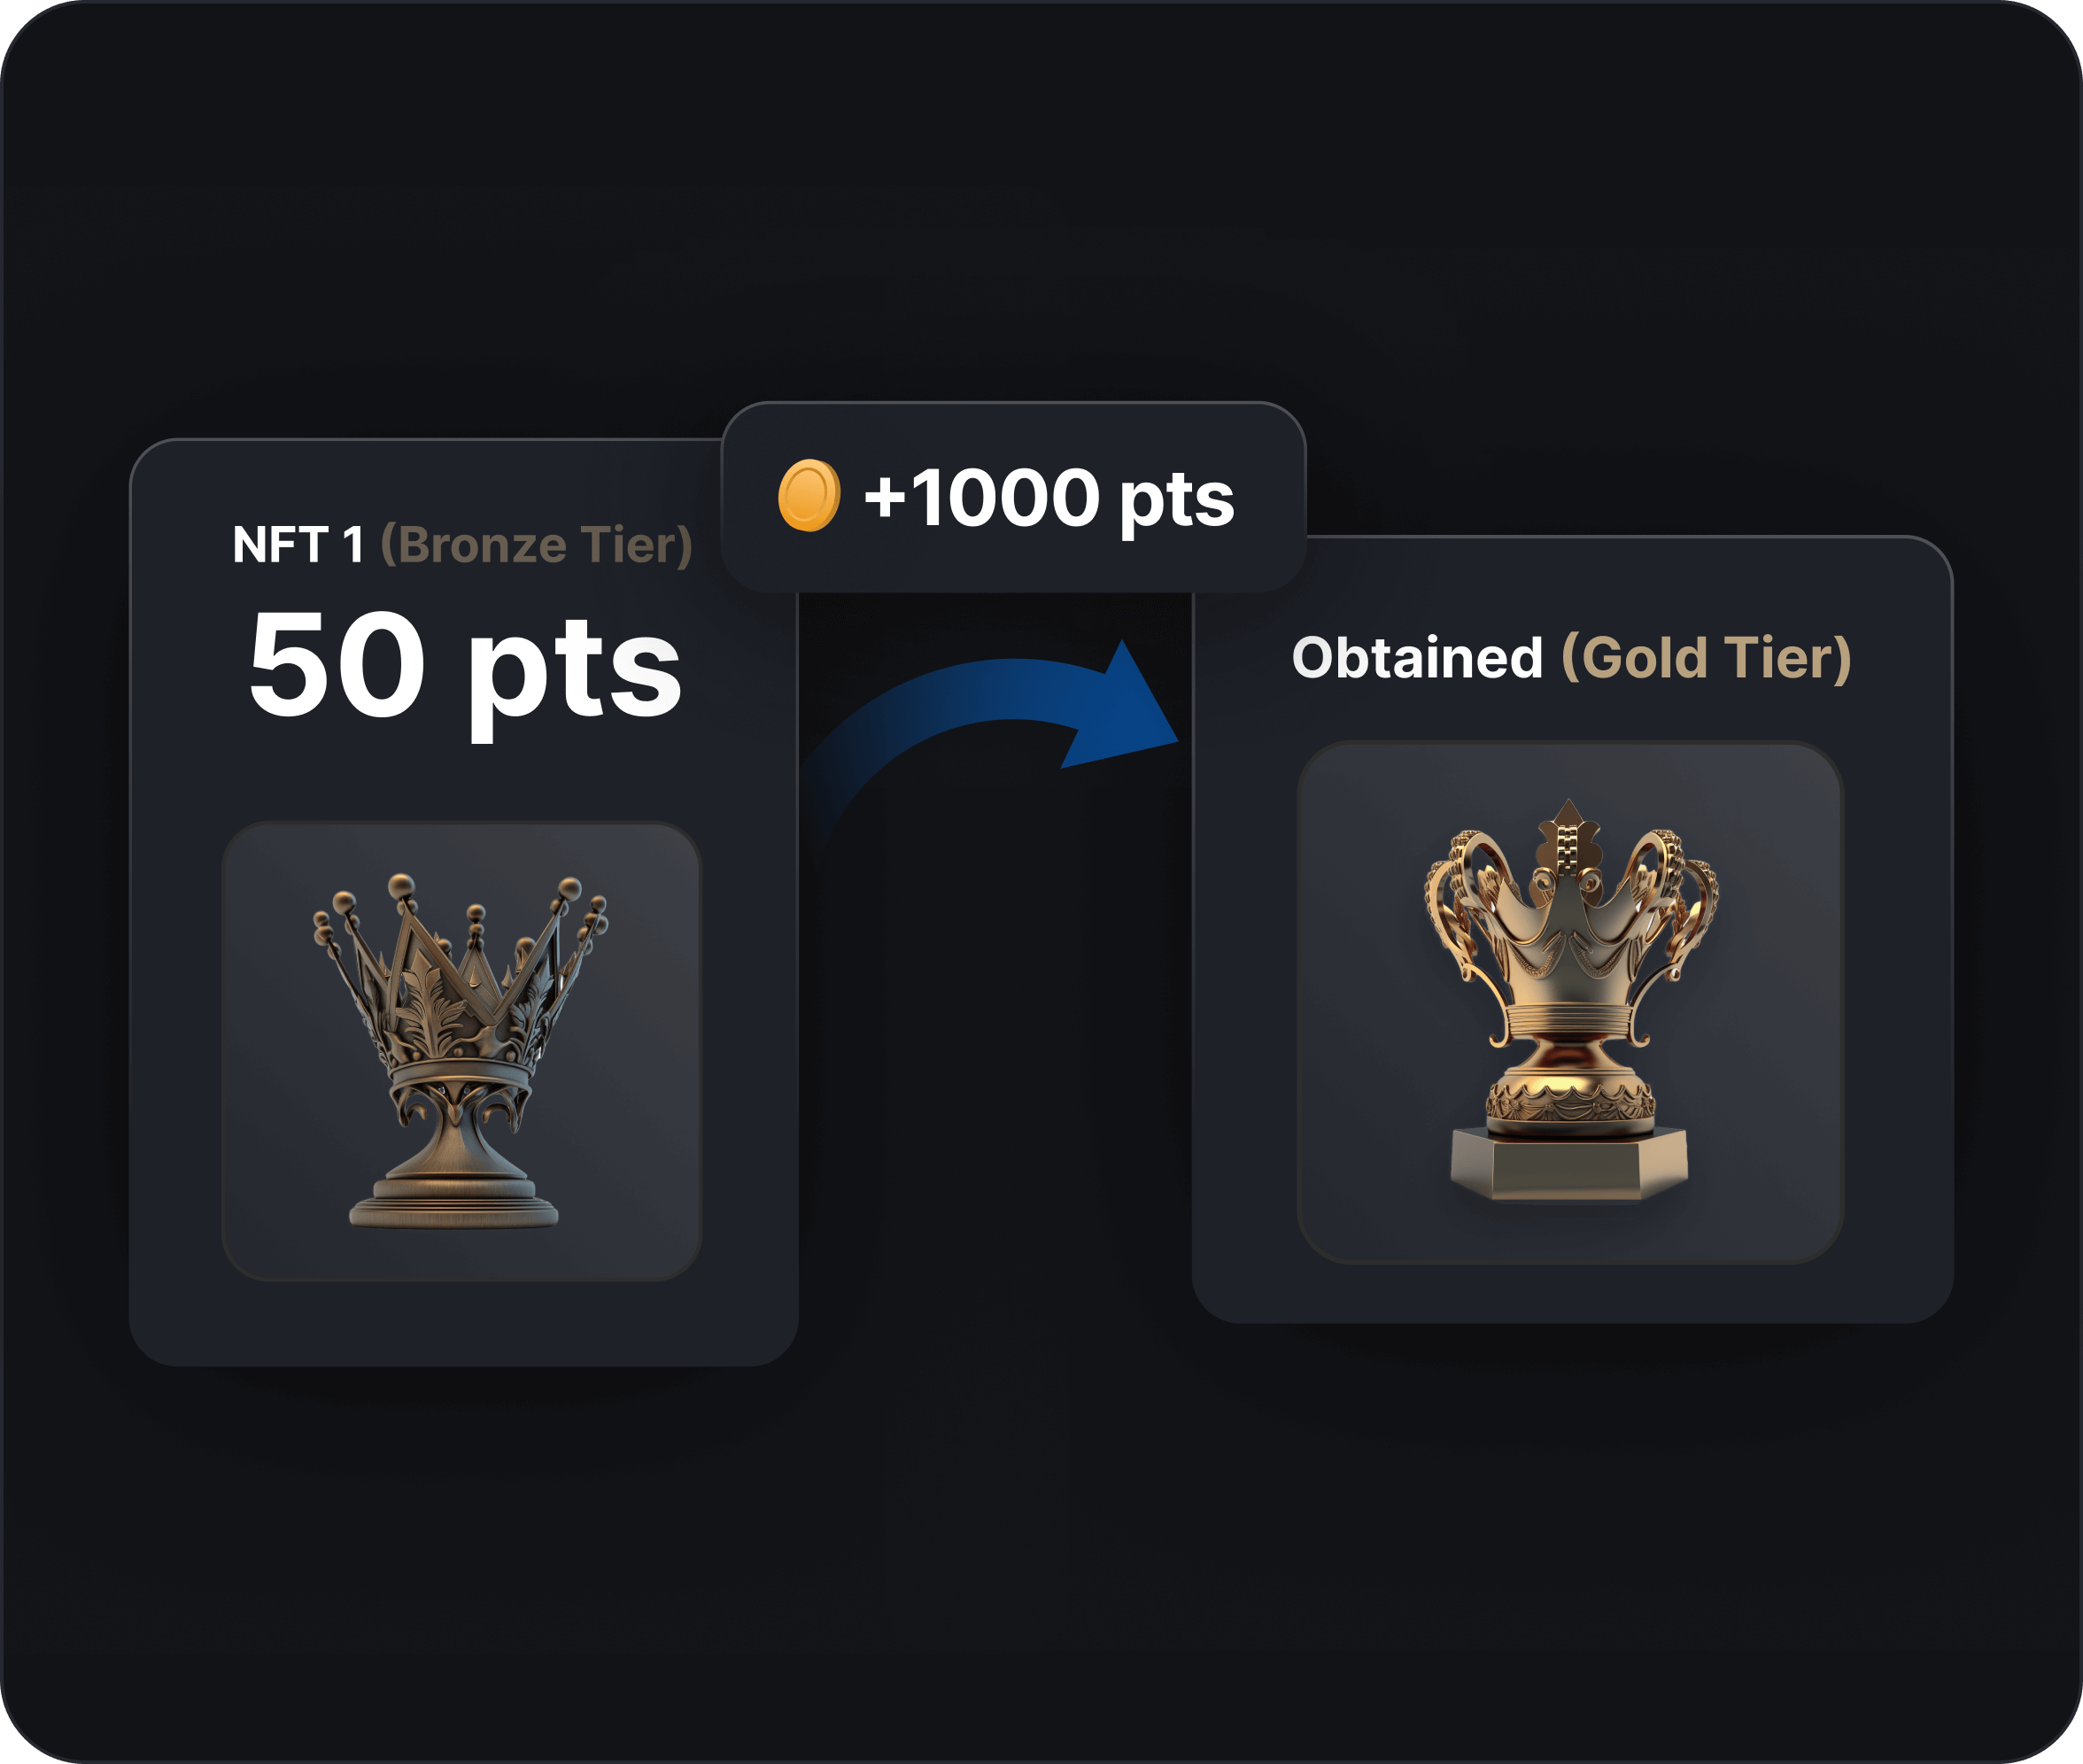 NFT 1 (Bronze Tier)
50 pts
+1000 pts
Obtained (Gold Tier)